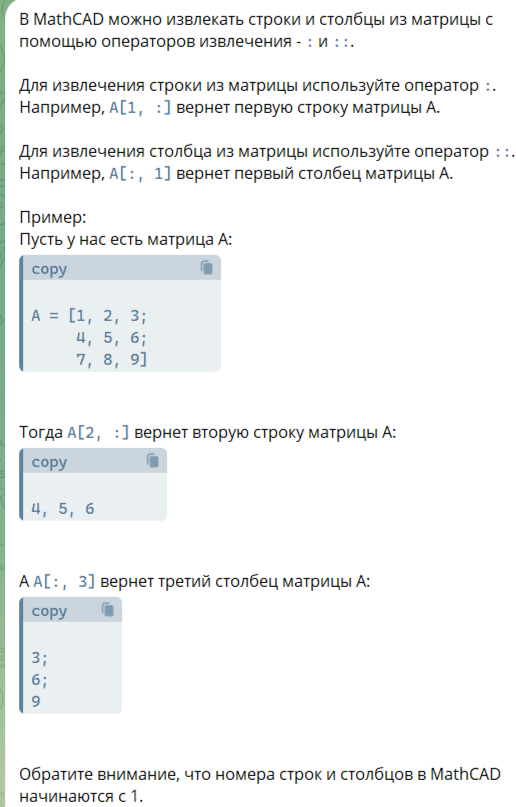 В MathCAD можно извлекать строки и столбцы из матрицы с
помощью операторов извлечения - : и ::.
Для извлечения строки из матрицы используйте оператор :.
Например, A[1, :] вернет первую строку матрицы A.
Для извлечения столбца из матрицы используйте оператор ::.
Например, A[:, 1] вернет первый столбец матрицы A.
Пример:
Пусть у нас есть матрица A:
copy
A = [1, 2, 3;
4, 5, 6;
7, 8, 9]
Тогда A[2, :] вернет вторую строку матрицы A:
copy
4, 5, 6
А A[:, 3] вернет третий столбец матрицы A:
copy
3;
6;
9
Обратите внимание, что номера строк и столбцов в MathCAD
начинаются с 1.